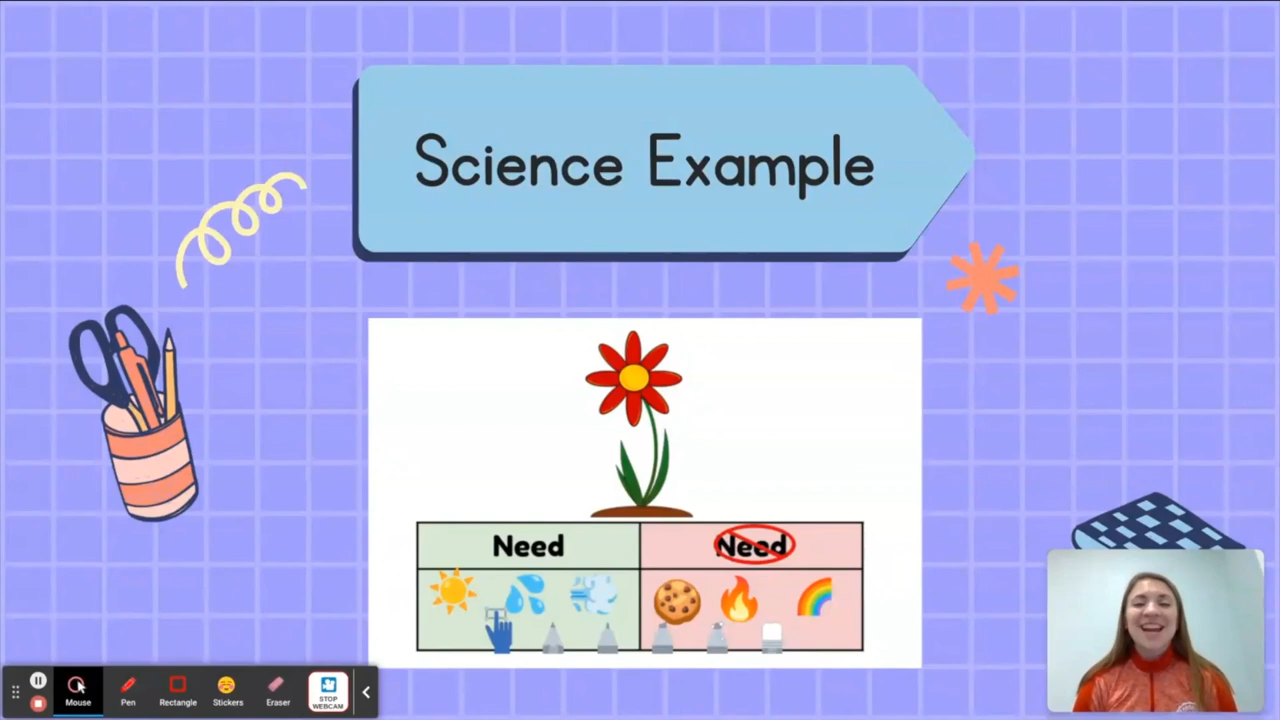 Science Example
Need
Need
Mouse
Pen
Rectangle
Stickers
Eraser
STOP
WEBCAM